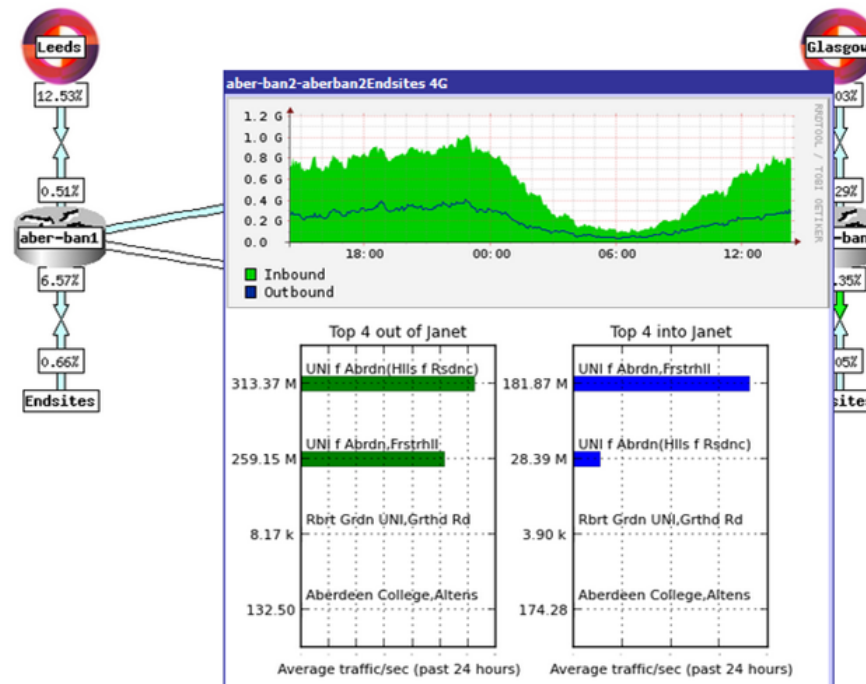 Leeds
Glasgow
12.53%
03%
aber-ban2-aberban2Endsites 4G
1.2 G
1.0 G
0.8 G
0.6 G
0.4 G
0.2 G
0.0
18:00 00:00 06:00 12:00
RRDTOOL / TOBI OETIKER
Inbound
Outbound
0.51%
29%
aber-ban1
-ban
6.57%
.35%
0.66%
05%
Endsites
sites
Top 4 out of Janet
UNI f Abrdn(Hlls f Rsdnc)
313.37 M
UNI f Abrdn,Frstrhll
259.15 M
Rbrt Grdn UNI,Grthd Rd
8.17 k
Aberdeen College,Altens
132.50
Average traffic/sec (past 24 hours)
Top 4 into Janet
UNI f Abrdn,Frstrhll
181.87 M
UNI f Abrdn(Hlls f Rsdnc)
28.39 M
Rbrt Grdn UNI,Grthd Rd
3.90 k
Aberdeen College,Altens
174.28
Average traffic/sec (past 24 hours)